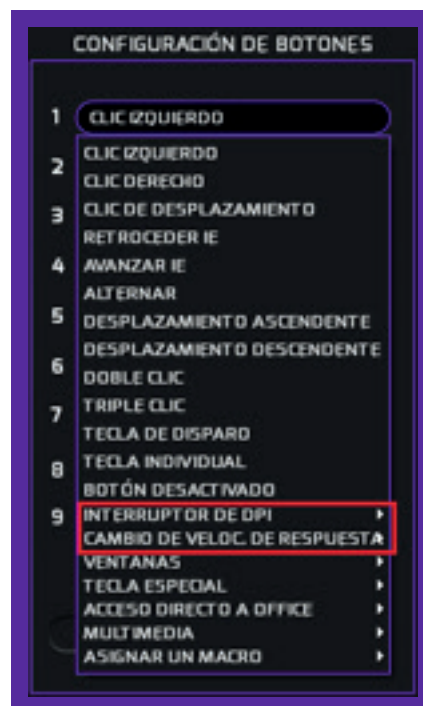 CONFIGURACIÓN DE BOTONES
1 CLIC IZQUIERDO
CLIC IZQUIERDO
2
CLIC DERECHO
3 CLIC DE DESPLAZAMIENTO
RETROCEDER IE
4 AVANZAR IE
ALTERNAR
5 DESPLAZAMIENTO ASCENDENTE
DESPLAZAMIENTO DESCENDENTE
6
DOBLE CLIC
7 TRIPLE CLIC
TECLA DE DISPARO
8 TECLA INDIVIDUAL
BOTÓN DESACTIVADO
9 INTERRUPTOR DE DPI
CAMBIO DE VELOC. DE RESPUESTA
VENTANAS
TECLA ESPECIAL
ACCESO DIRECTO A OFFICE
MULTIMEDIA
ASIGNAR UN MACRO